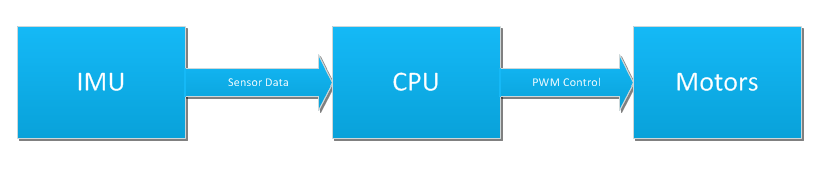 IMU
Sensor Data
CPU
PWM Control
Motors